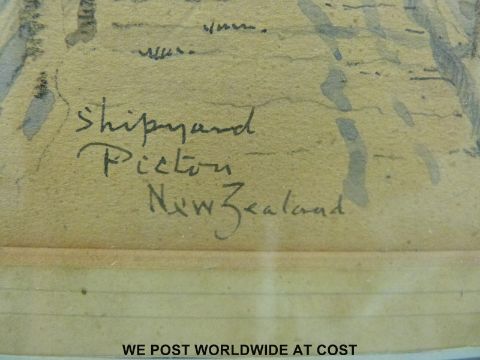 Shipyard
Picton
New Zealand
WE POST WORLDWIDE AT COST